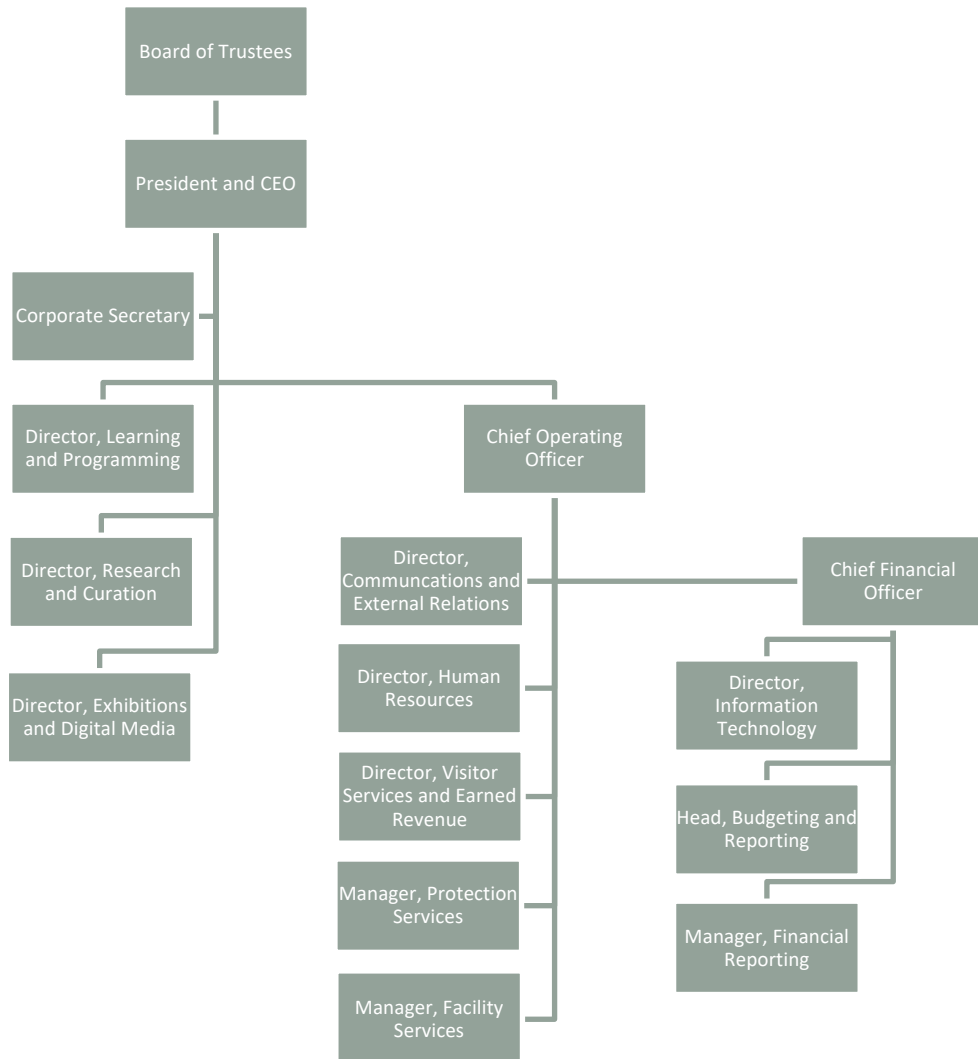 Board of Trustees
President and CEO
Corporate Secretary
Director, Learning
and Programming
Chief Operating
Officer
Director, Research
and Curation
Director,
Communcations and
External Relations
Chief Financial
Officer
Director, Exhibitions
and Digital Media
Director, Human
Resources
Director,
Information
Technology
Director, Visitor
Services and Earned
Revenue
Head, Budgeting and
Reporting
Manager, Protection
Services
Manager, Financial
Reporting
Manager, Facility
Services